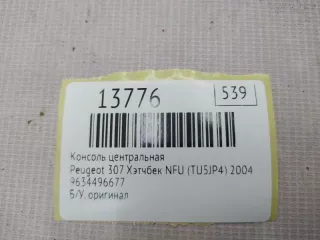 13776
539
Консоль центральная
Peugeot 307 Хэтчбек NFU (TU5JP4) 2004
9634496677
Б/У. оригинал